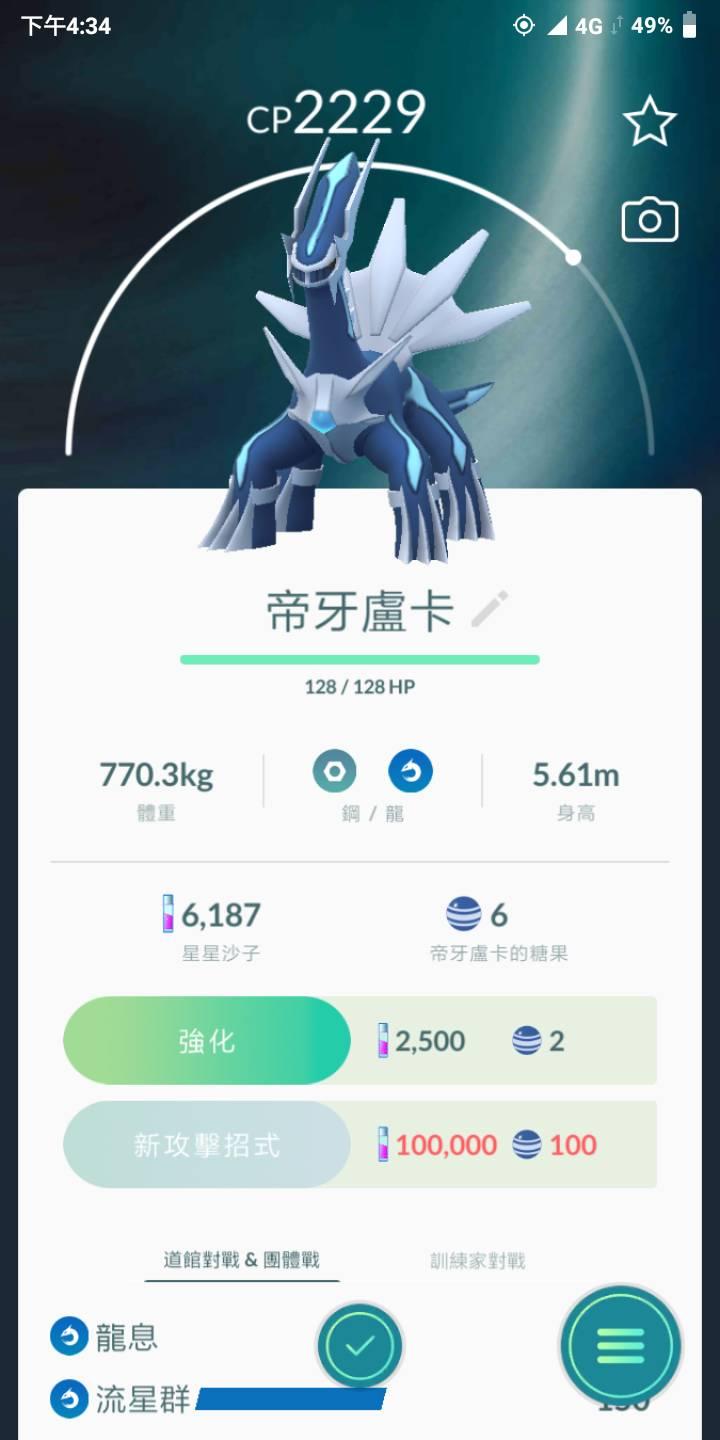 下午4:34
4G 49%
CP2229
帝牙盧卡
128 / 128 HP
770.3kg
體重
鋼 / 龍
5.61m
身高
6,187
星星沙子
6
帝牙盧卡的糖果
強化 2,500 2
新攻擊招式 100,000 100
道館對戰 & 團體戰
訓練家對戰
龍息
流星群